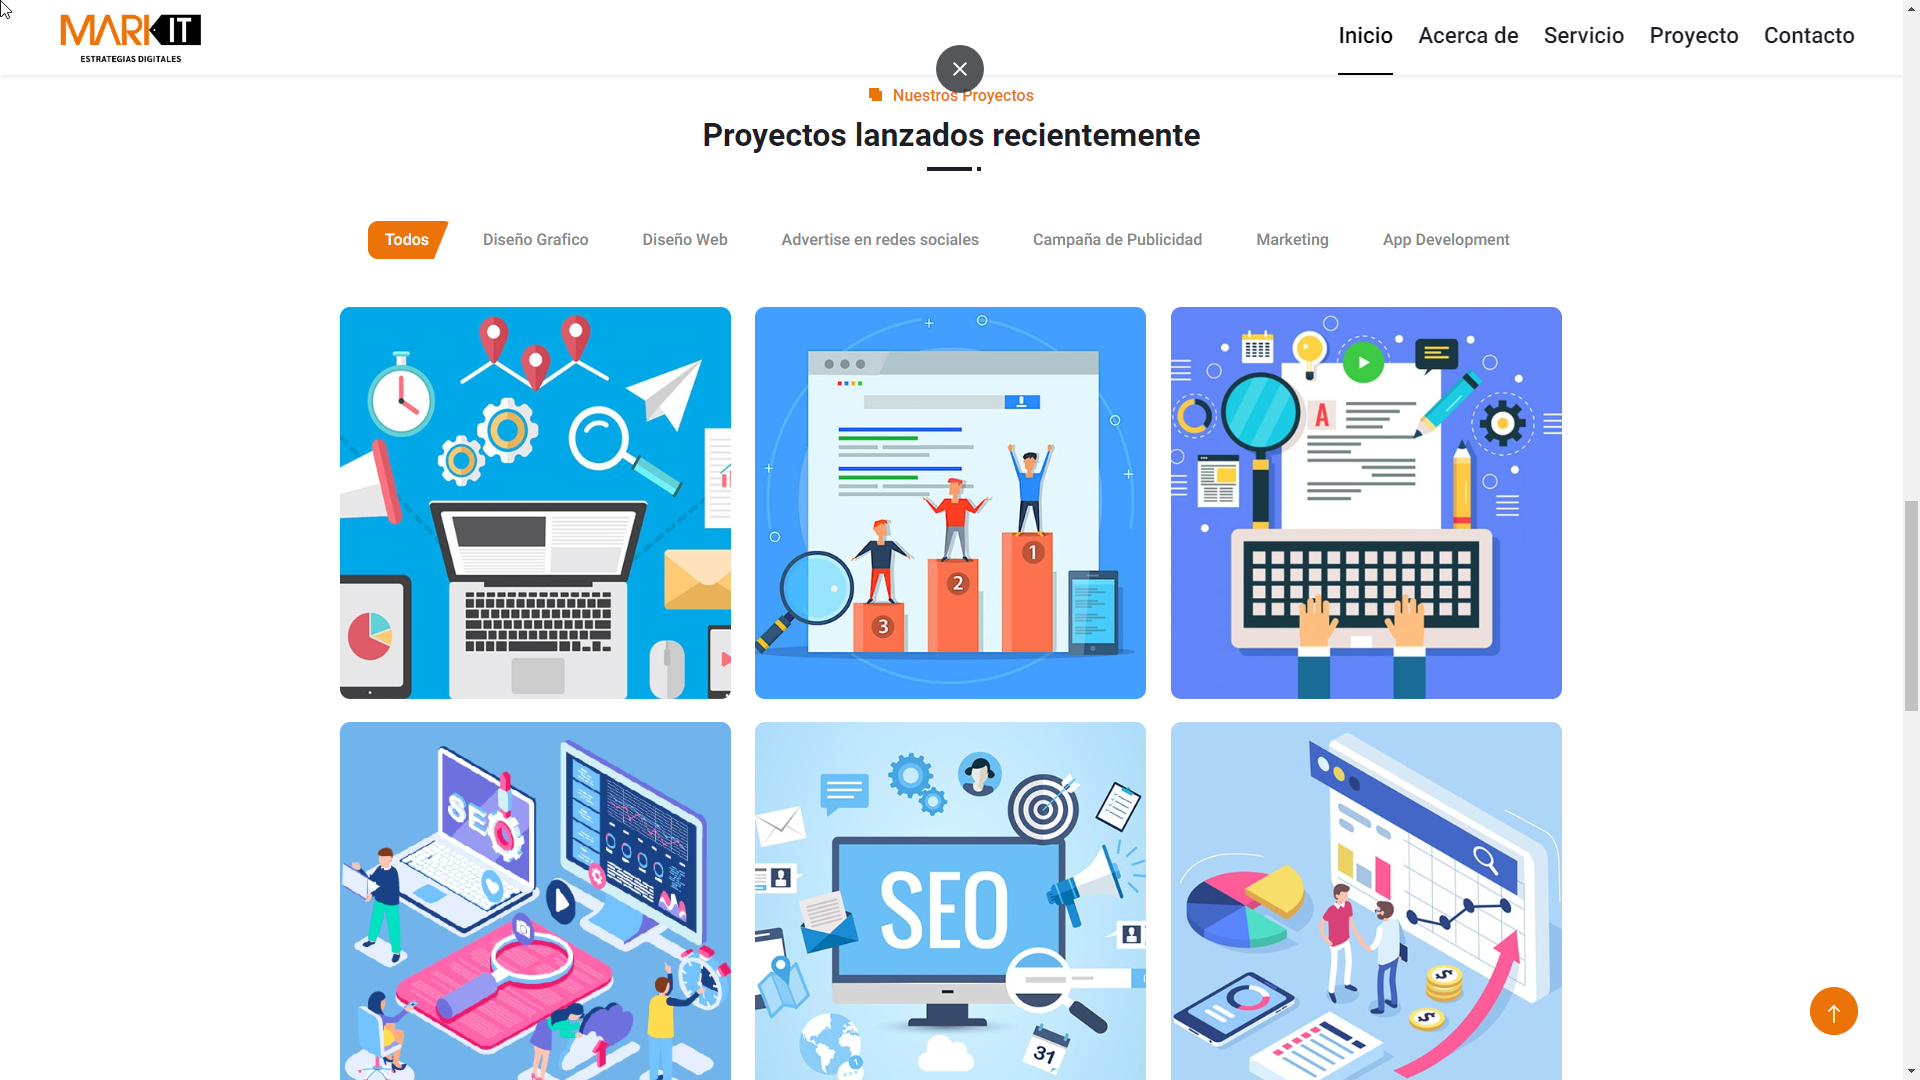 MARKIT
ESTRATEGIAS DIGITALES
Inicio
Acerca de
Servicio
Proyecto
Contacto
Nuestros Proyectos
Proyectos lanzados recientemente
Todos
Diseño Grafico
Diseño Web
Advertise en redes sociales
Campaña de Publicidad
Marketing
App Development
1
2
3
A
SEO
SEO
31
1
$
$